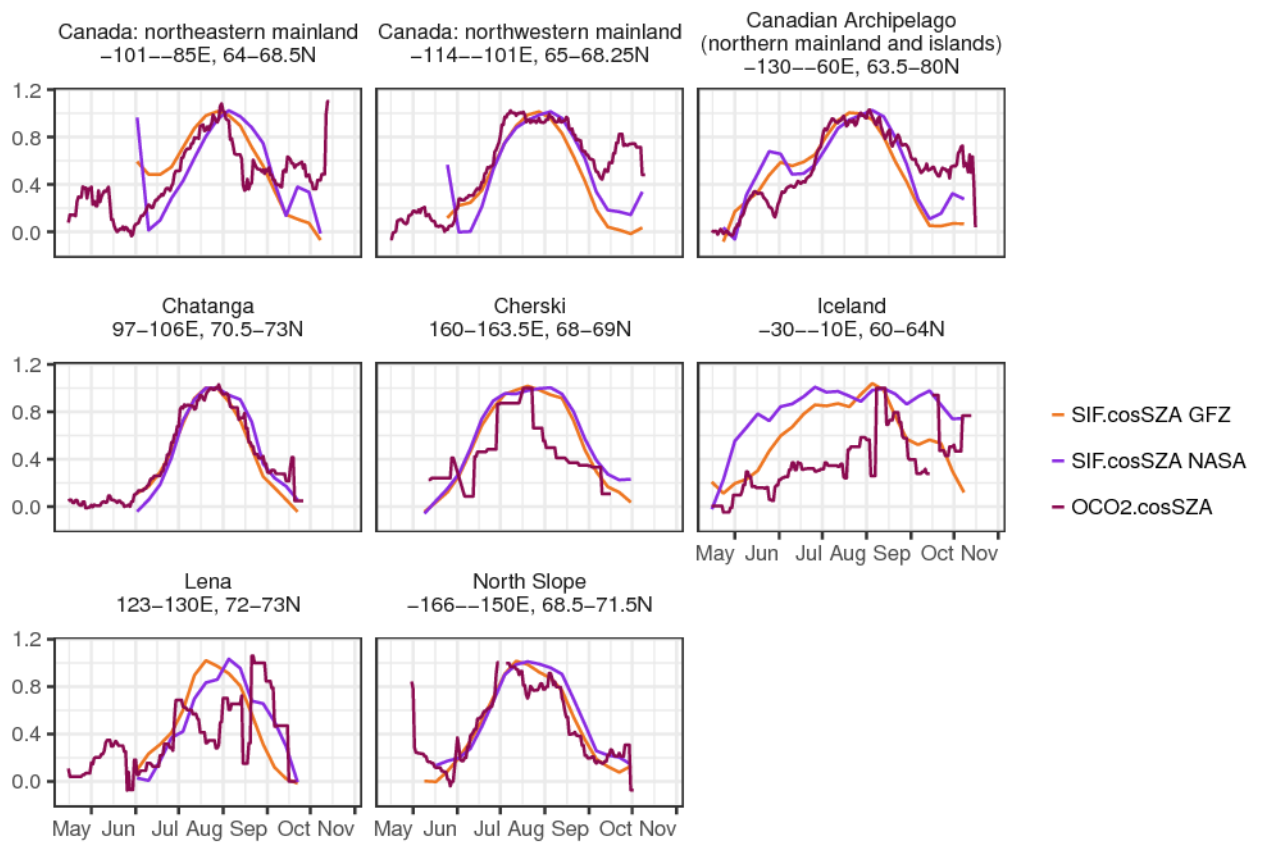 Canada: northeastern mainland
−101−−85E, 64−68.5N
Canada: northwestern mainland
−114−−101E, 65−68.25N
Canadian Archipelago
(northern mainland and islands)
−130−−60E, 63.5−80N
1.2
0.8
0.4
0.0
Chatanga
97−106E, 70.5−73N
Cherski
160−163.5E, 68−69N
Iceland
−30−−10E, 60−64N
1.2
0.8
0.4
0.0
May Jun Jul Aug Sep Oct Nov
SIF.cosSZA GFZ
SIF.cosSZA NASA
OCO2.cosSZA
Lena
123−130E, 72−73N
North Slope
−166−−150E, 68.5−71.5N
1.2
0.8
0.4
0.0
May Jun Jul Aug Sep Oct Nov
May Jun Jul Aug Sep Oct Nov